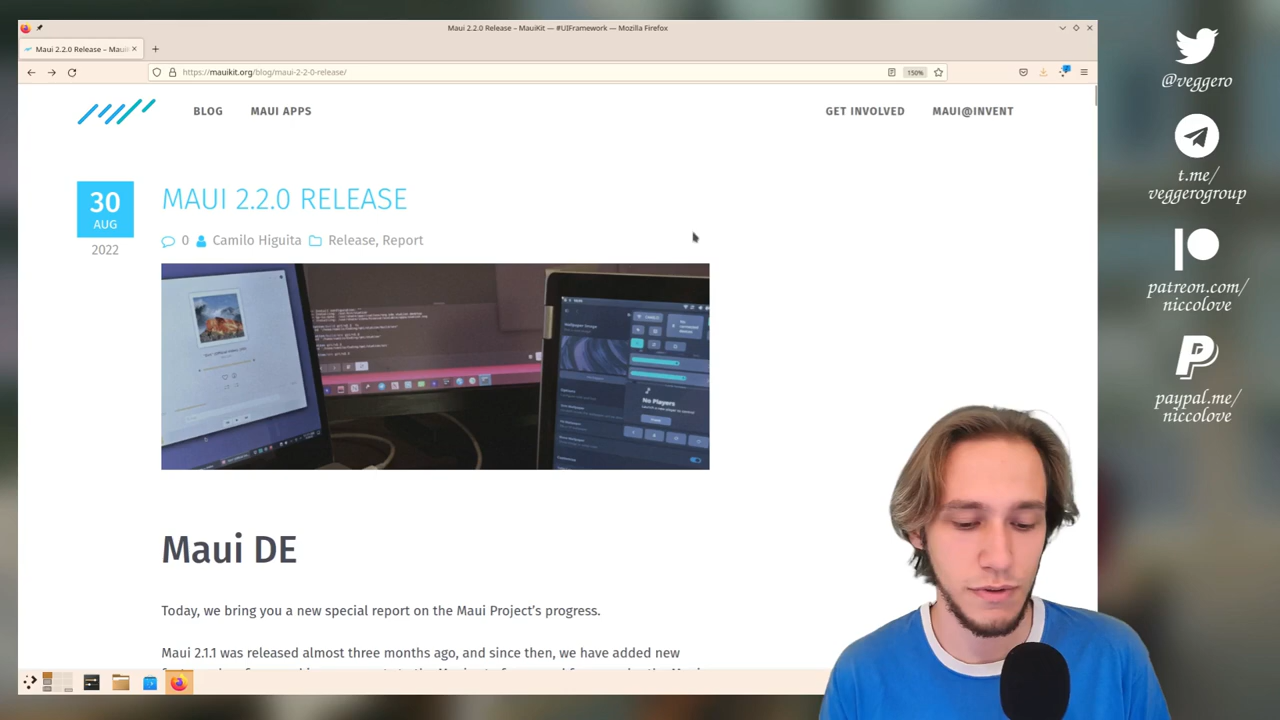 Maui 2.2.0 Release – MauiKit — #UIFramework — Mozilla Firefox
Maui 2.2.0 Release – Maui
https://mauikit.org/blog/maui-2-2-0-release/
150%
BLOG
MAUI APPS
GET INVOLVED
MAUI@INVENT
30
AUG
2022
MAUI 2.2.0 RELEASE
0 Camilo Higuita Release, Report
No Players
Maui DE
Today, we bring you a new special report on the Maui Project's progress.
Maui 2.1.1 was released almost three months ago, and since then, we have added new
@veggero
t.me/
veggerogroup
patreon.com/
niccolove
paypal.me/
niccolove